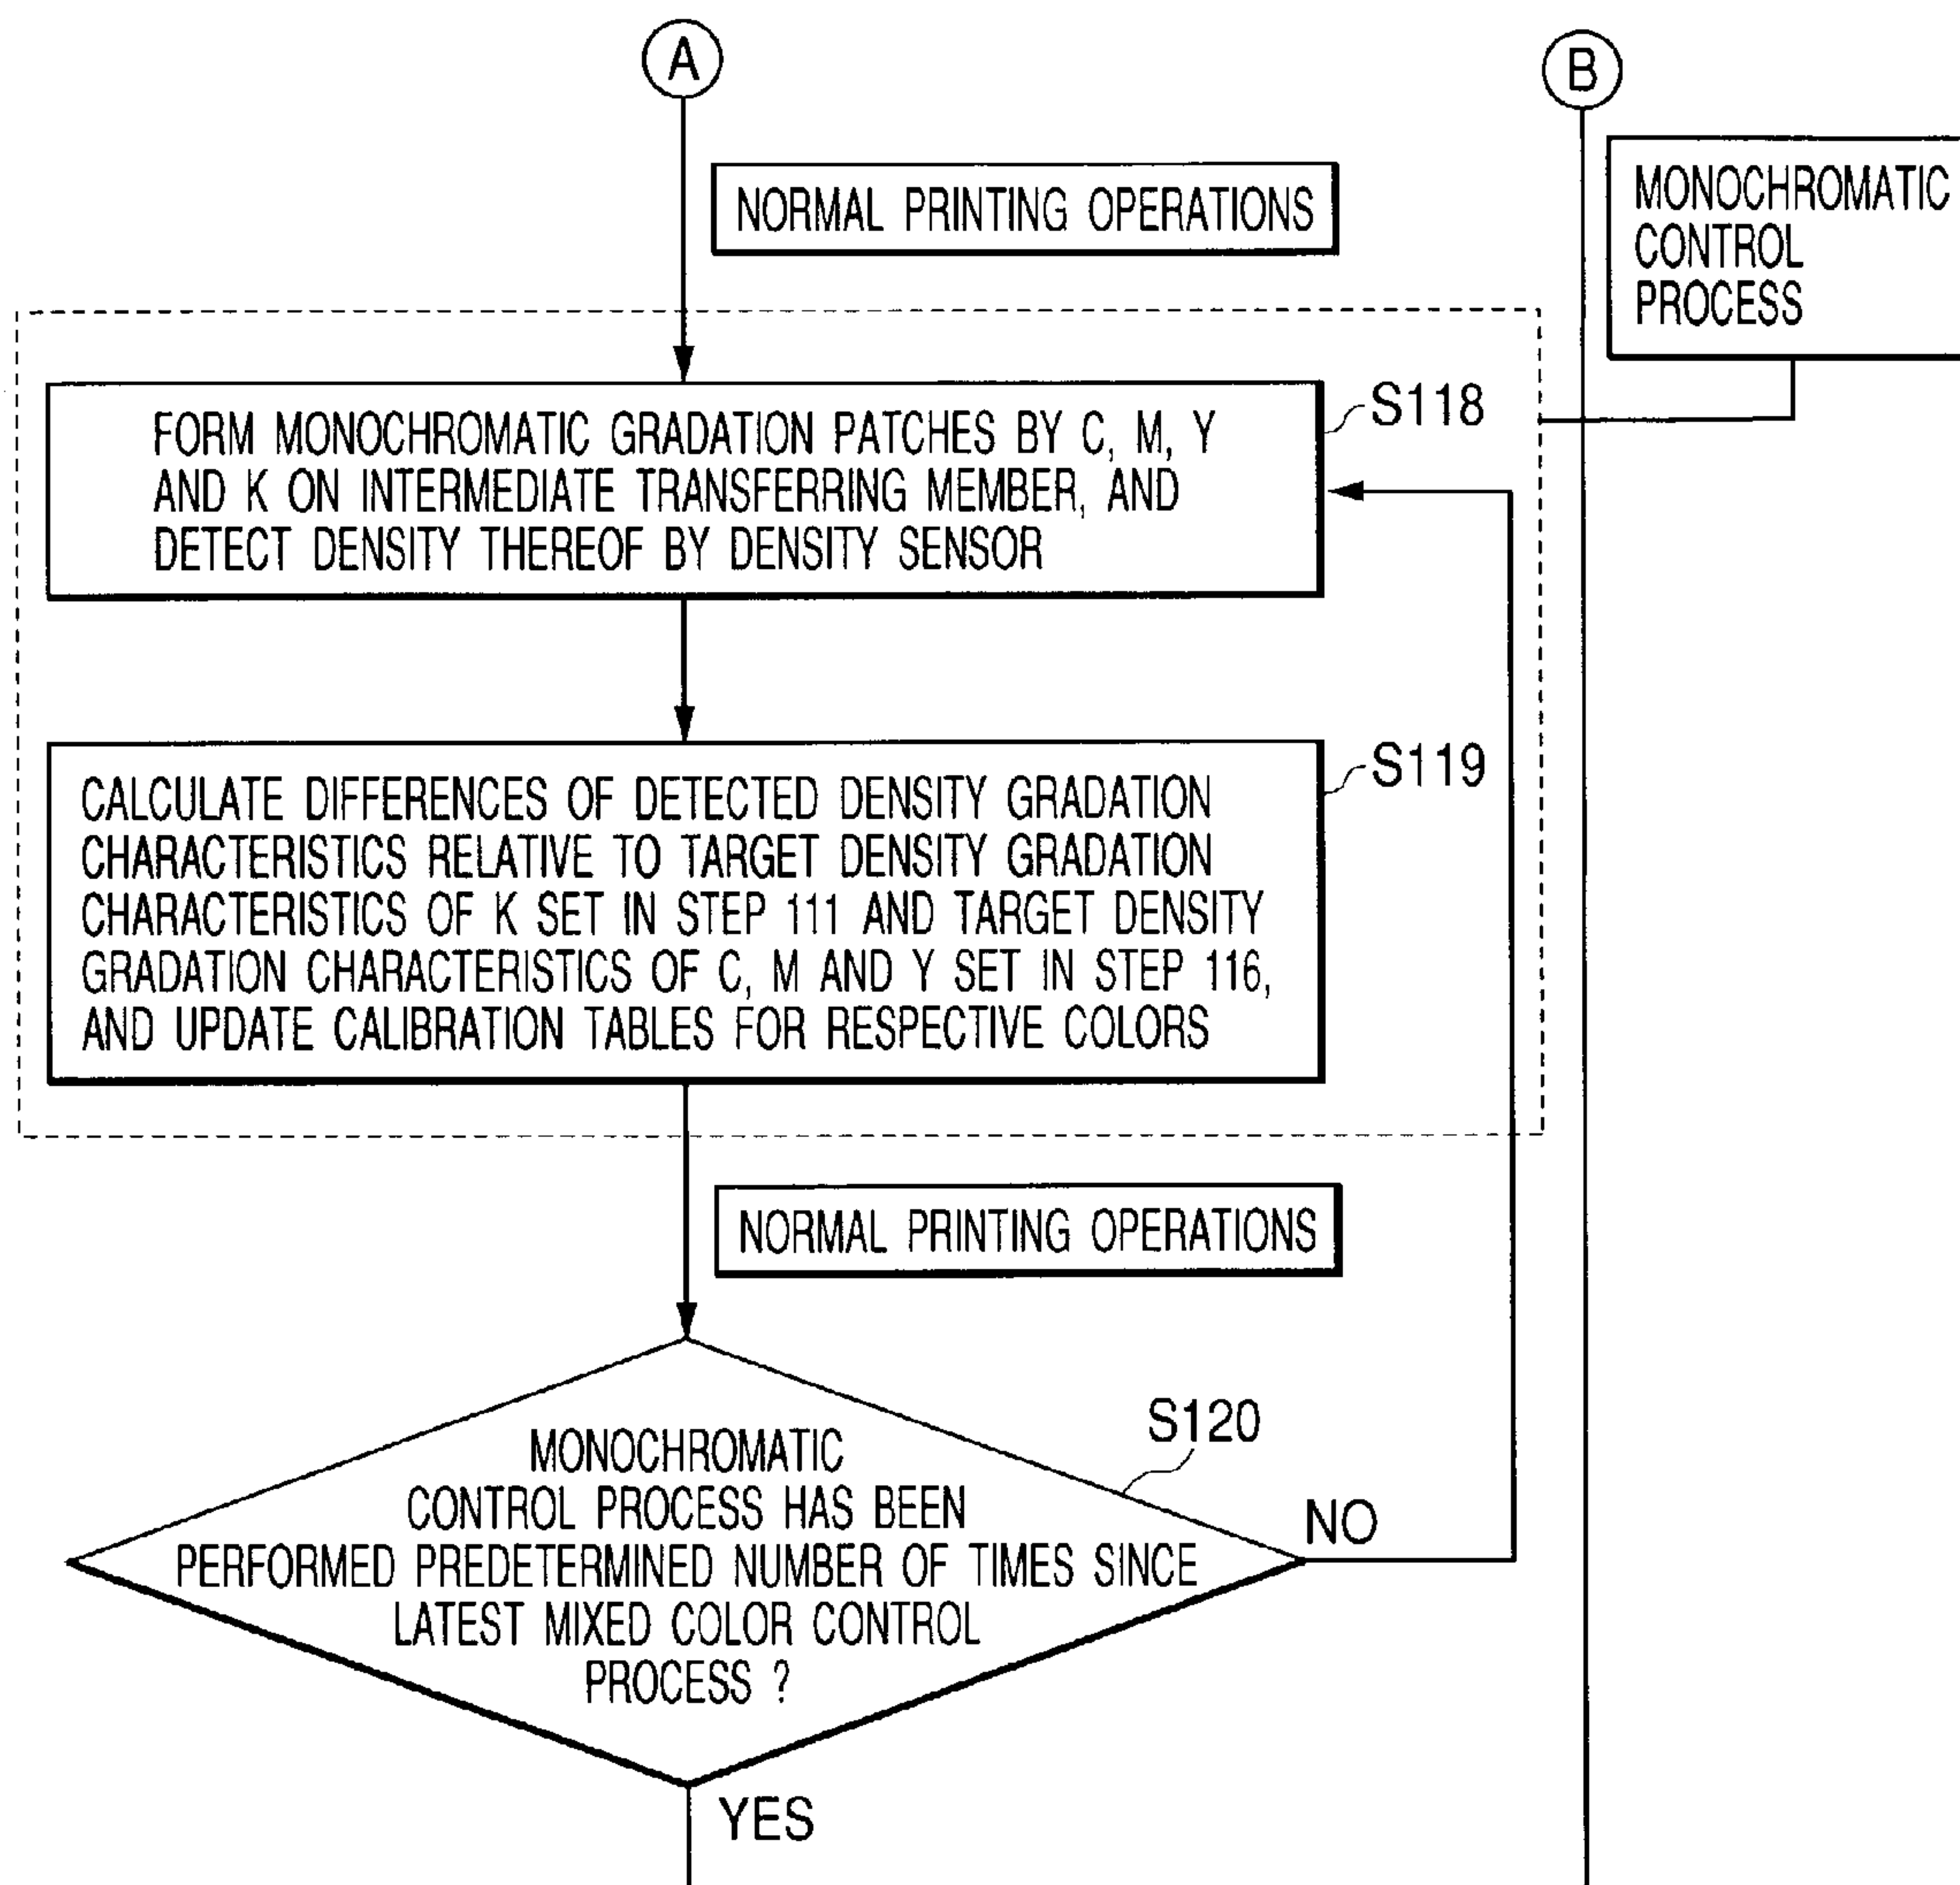 A
B
NORMAL PRINTING OPERATIONS
MONOCHROMATIC
CONTROL
PROCESS
S118
FORM MONOCHROMATIC GRADATION PATCHES BY C, M, Y
AND K ON INTERMEDIATE TRANSFERRING MEMBER, AND
DETECT DENSITY THEREOF BY DENSITY SENSOR
S119
CALCULATE DIFFERENCES OF DETECTED DENSITY GRADATION
CHARACTERISTICS RELATIVE TO TARGET DENSITY GRADATION
CHARACTERISTICS OF K SET IN STEP 111 AND TARGET DENSITY
GRADATION CHARACTERISTICS OF C, M AND Y SET IN STEP 116,
AND UPDATE CALIBRATION TABLES FOR RESPECTIVE COLORS
NORMAL PRINTING OPERATIONS
S120
MONOCHROMATIC
CONTROL PROCESS HAS BEEN
PERFORMED PREDETERMINED NUMBER OF TIMES SINCE
LATEST MIXED COLOR CONTROL
PROCESS ?
NO
YES